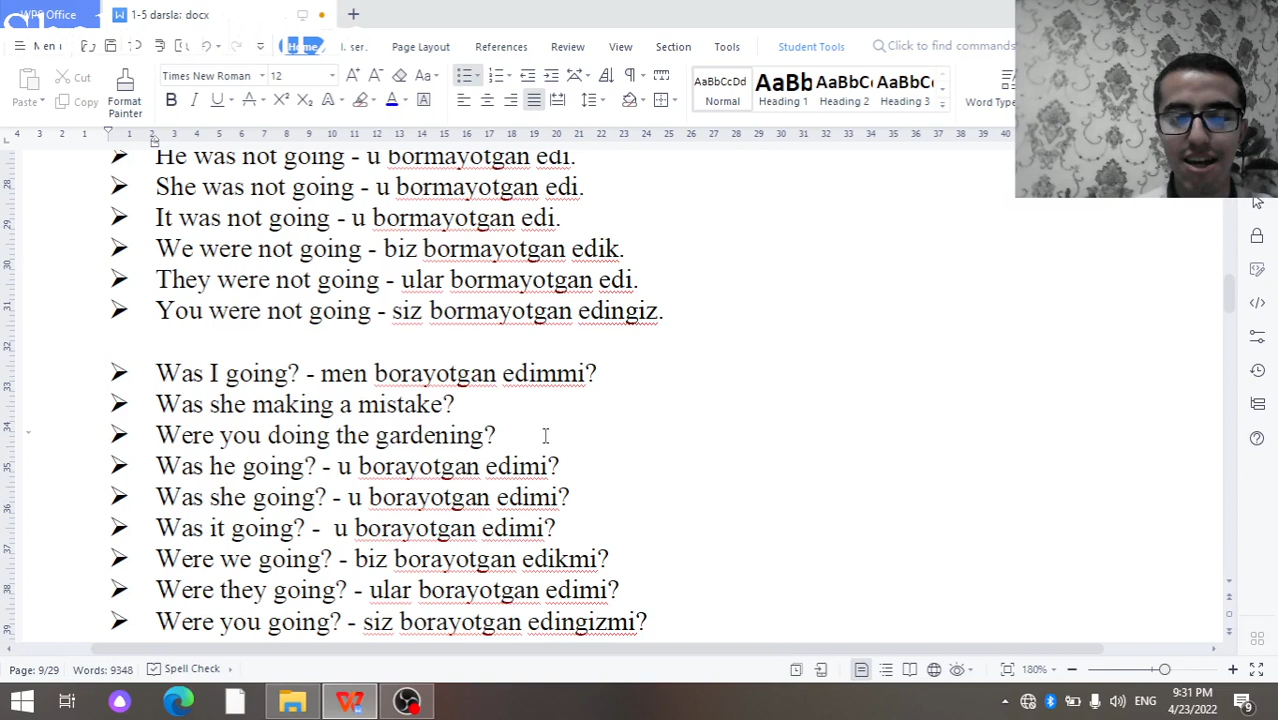 WPS Office
1-5 darslar.docx
Home
Page Layout
References
Review
View
Section
Tools
Student Tools
Click to find commands
Paste
Cut
Copy
Format
Painter
Times New Roman
12
AaBbCcDd
Normal
AaBb
Heading 1
AaBbC
Heading 2
AaBbC
Heading 3
Word Type
He was not going - u bormayotgan edi.
She was not going - u bormayotgan edi.
It was not going - u bormayotgan edi.
We were not going - biz bormayotgan edik.
They were not going - ular bormayotgan edi.
You were not going - siz bormayotgan edingiz.
Was I going? - men borayotgan edimmi?
Was she making a mistake?
Were you doing the gardening?
Was he going? - u borayotgan edimi?
Was she going? - u borayotgan edimi?
Was it going? - u borayotgan edimi?
Were we going? - biz borayotgan edikmi?
Were they going? - ular borayotgan edimi?
Were you going? - siz borayotgan edingizmi?
Page: 9/29 Words: 9348 Spell Check
180%
ENG
9:31 PM
4/23/2022